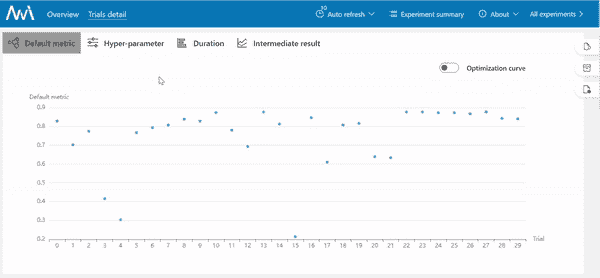 Overview Trials detail 10 Auto refresh Experiment summary About All experiments
Default metric Hyper-parameter Duration Intermediate result
Optimization curve
Default metric
0.9
0.8
0.7
0.6
0.5
0.4
0.3
0.2
0 1 2 3 4 5 6 7 8 9 10 11 12 13 14 15 16 17 18 19 20 21 22 23 24 25 26 27 28 29 Trial